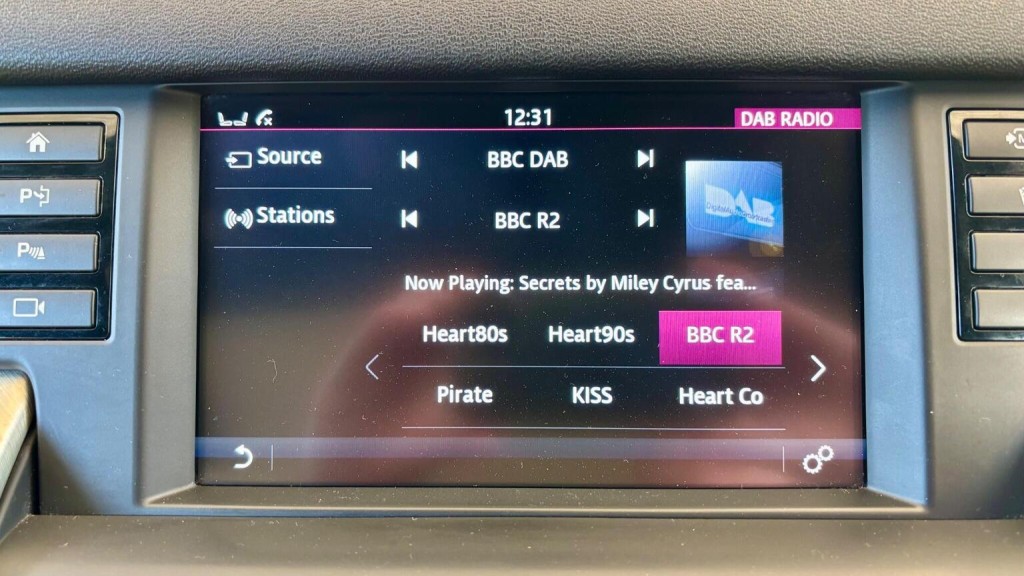 12:31
DAB RADIO
Source
BBC DAB
Stations
BBC R2
DAB
Now Playing: Secrets by Miley Cyrus fea...
Heart80s Heart90s BBC R2
Pirate KISS Heart Co
P
P